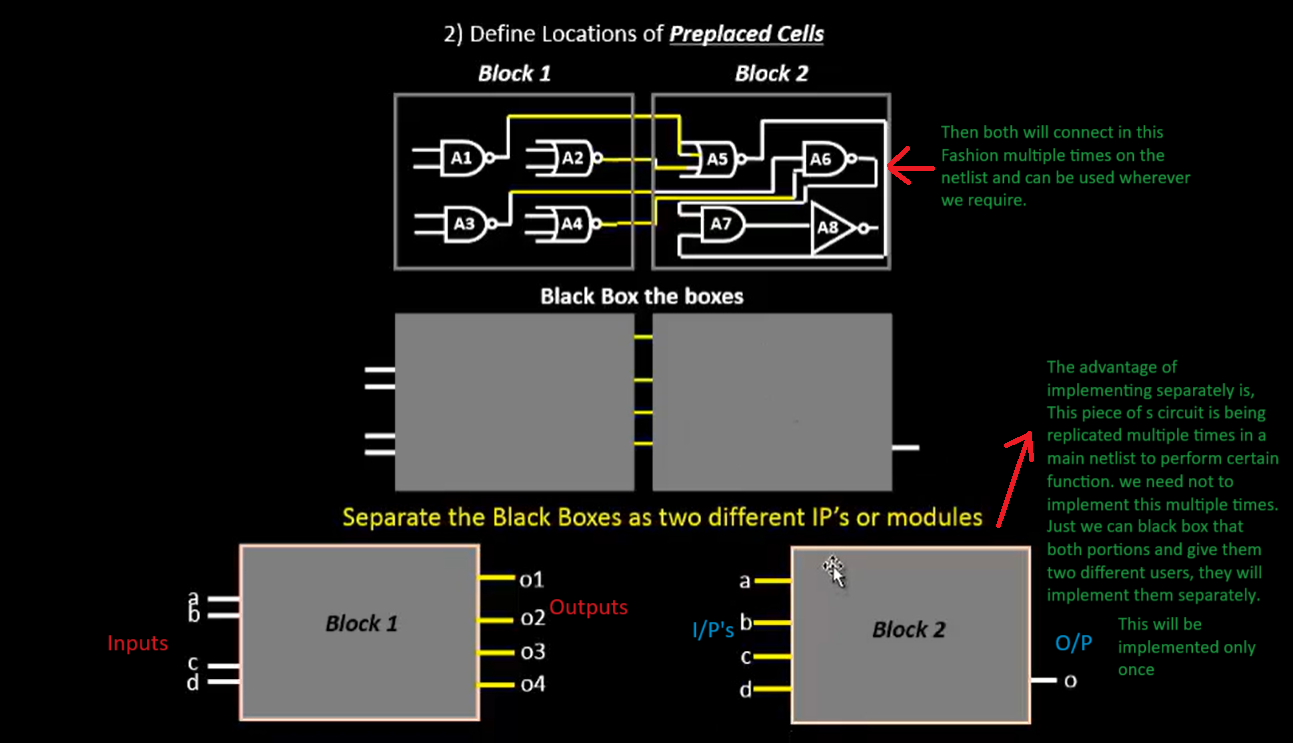 2) Define Locations of Preplaced Cells
Block 1
Block 2
A1
A2
A5
A6
A3
A4
A7
A8
Then both will connect in this
Fashion multiple times on the
netlist and can be used wherever
we require.
Black Box the boxes
The advantage of
implementing separately is,
This piece of s circuit is being
replicated multiple times in a
main netlist to perform certain
function. we need not to
implement this multiple times.
Just we can black box that
both portions and give them
two different users, they will
implement them separately.
Separate the Black Boxes as two different IP's or modules
Inputs
a
b
c
d
Block 1
o1
o2
o3
o4
Outputs
I/P's
a
b
c
d
Block 2
O/P
o
This will be
implemented only
once